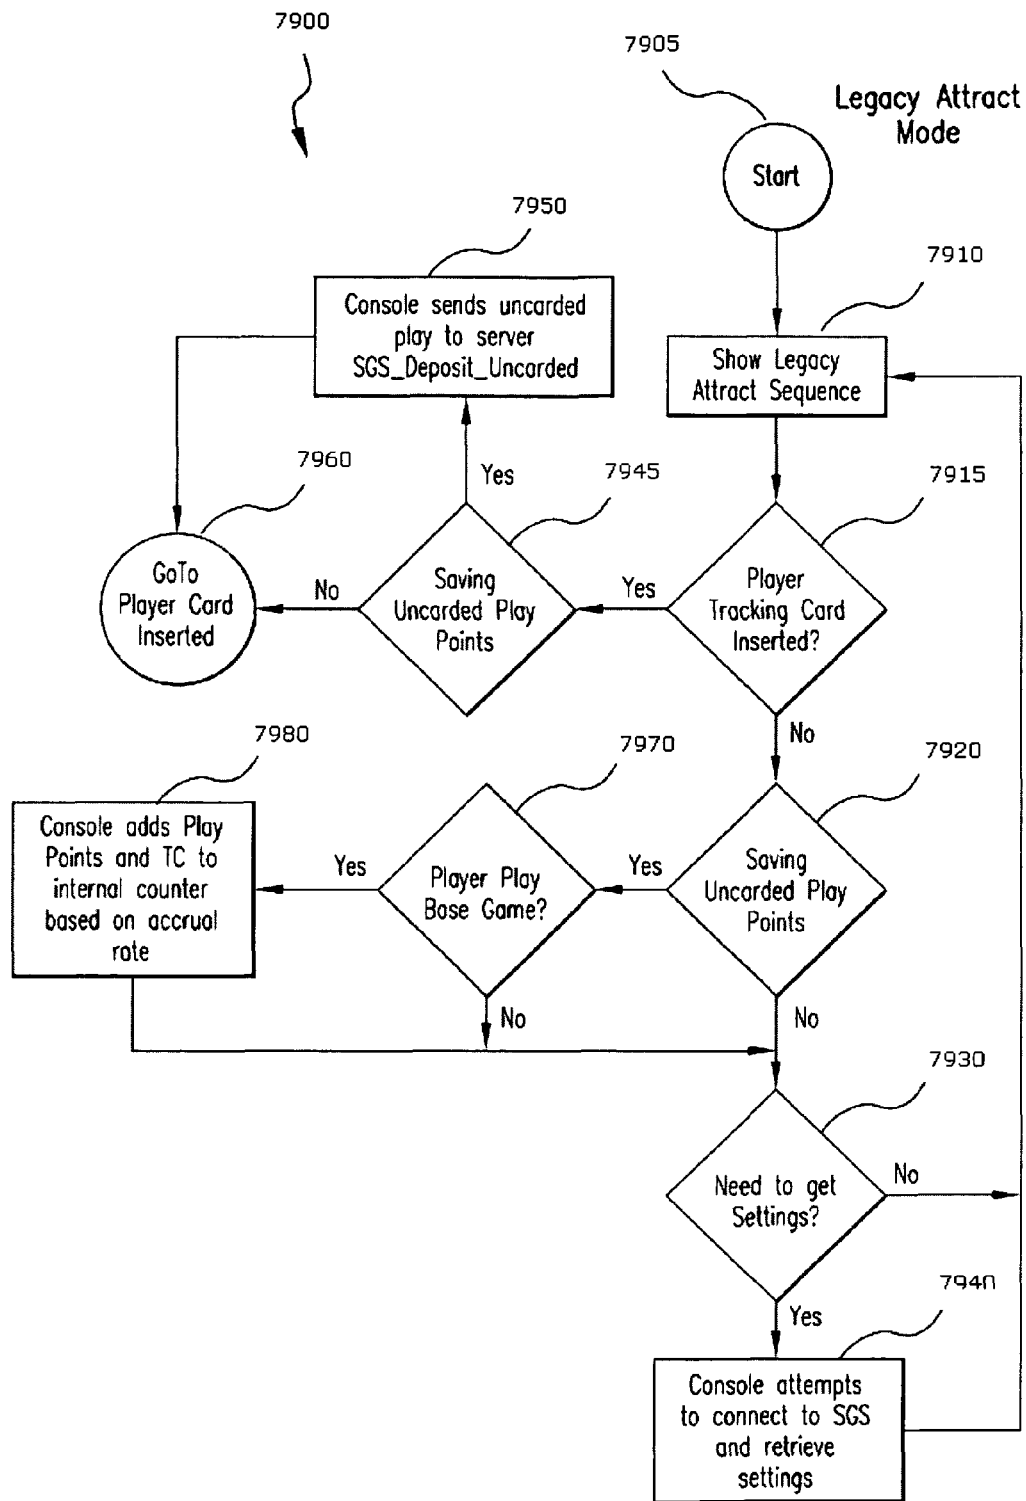 7900
7905
Legacy Attract
Mode
Start
7950
7910
Console sends uncarded
play to server
SGS_Deposit_Uncarded
Show Legacy
Attract Sequence
7960
Yes
7945
7915
GoTo
Player Card
Inserted
No
Saving
Uncarded Play
Points
Yes
Player
Tracking Card
Inserted?
No
7980
7970
7920
Console adds Play
Points and TC to
internal counter
based on accrual
rate
Yes
Player Play
Base Game?
Yes
Saving
Uncarded Play
Points
No
No
7930
Need to get
Settings?
No
7940
Yes
Console attempts
to connect to SGS
and retrieve
settings